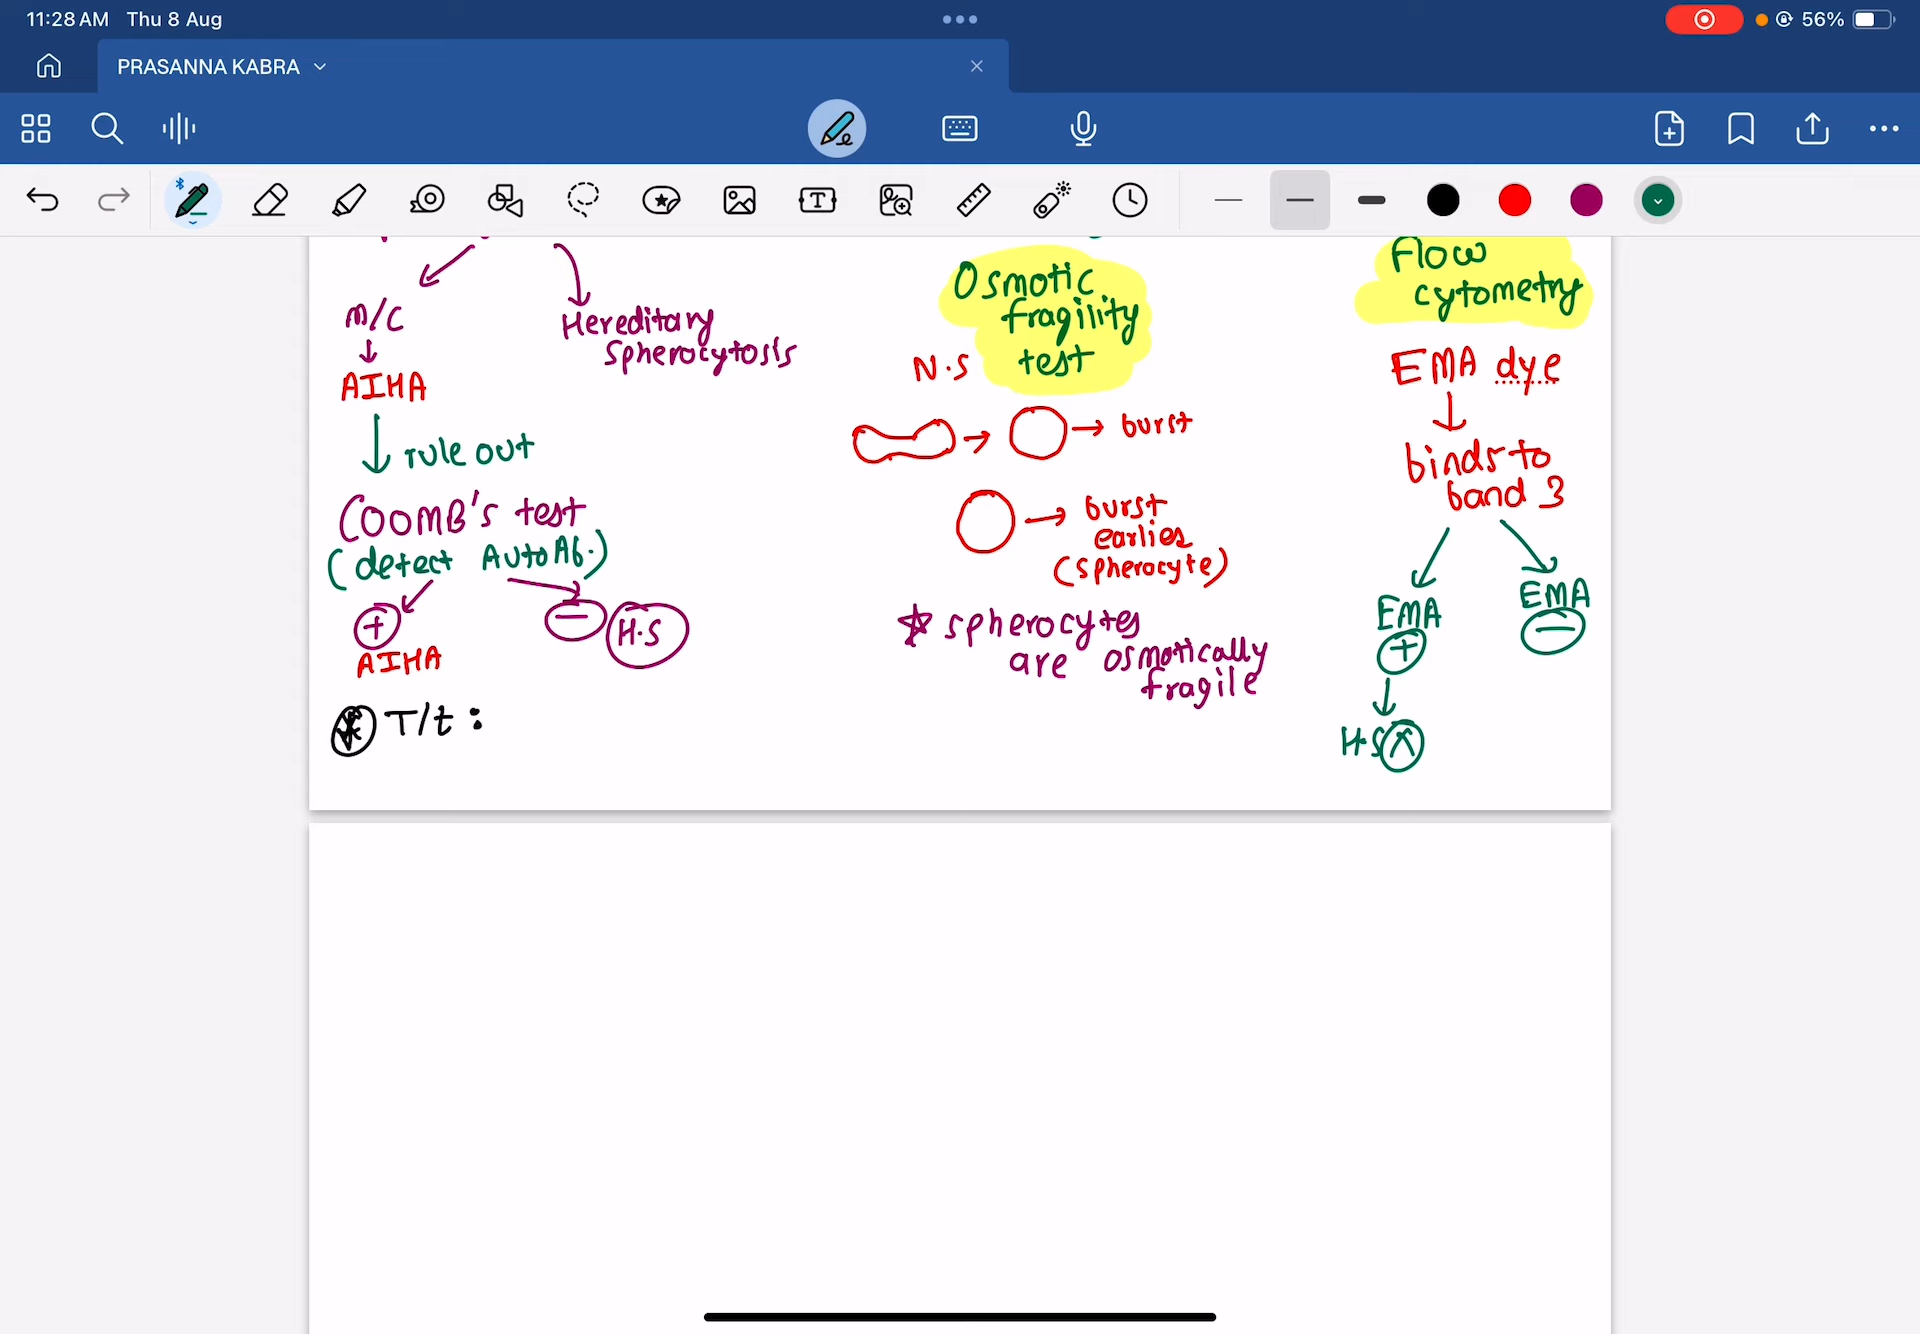 11:28 AM Thu 8 Aug
56%
PRASANNA KABRA
M/C
↓
AIHA
↓ rule out
COOMB's test
(detect AutoAb.)
+
AIHA
− H.S
* T/t :
Hereditary
Spherocytosis
Osmotic
fragility
test
N.S
→ → burst
→ burst
earlies
(spherocyte)
☆ spherocytes
are osmotically
fragile
Flow
cytometry
EMA dye
↓
binds to
band 3
EMA
+
↓
H.S X
EMA
−